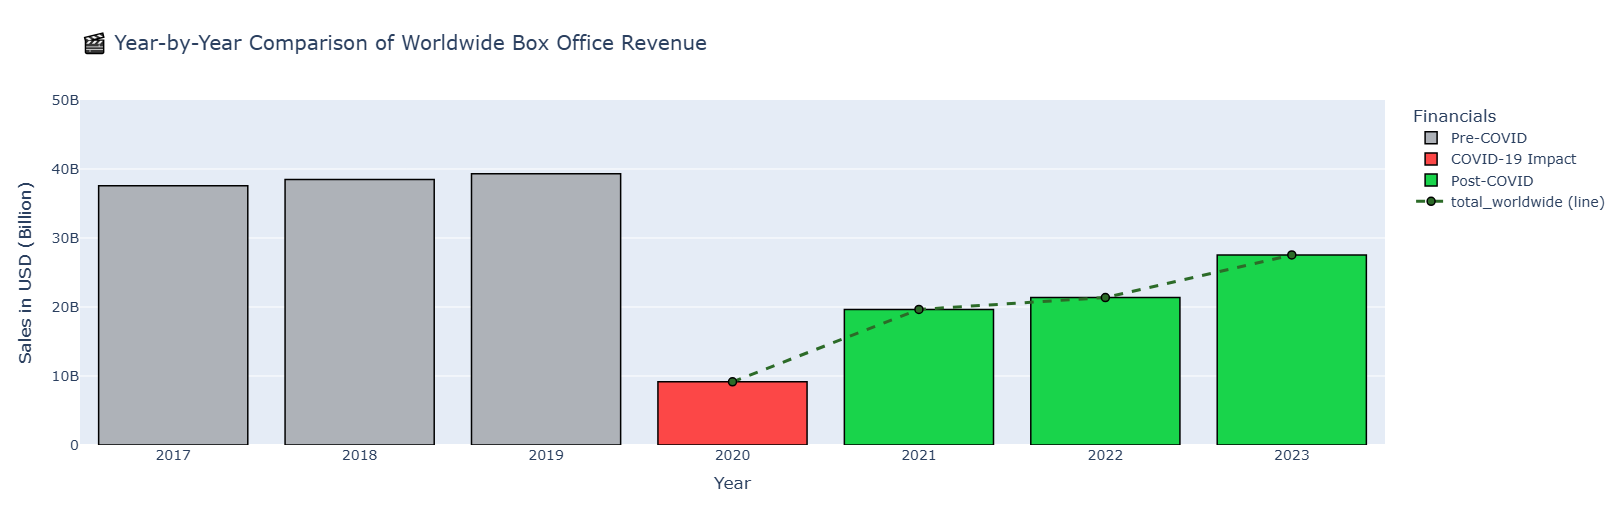 🎬 Year-by-Year Comparison of Worldwide Box Office Revenue
50B
40B
30B
20B
10B
0
Sales in USD (Billion)
2017 2018 2019 2020 2021 2022 2023
Year
Financials
Pre-COVID
COVID-19 Impact
Post-COVID
total_worldwide (line)